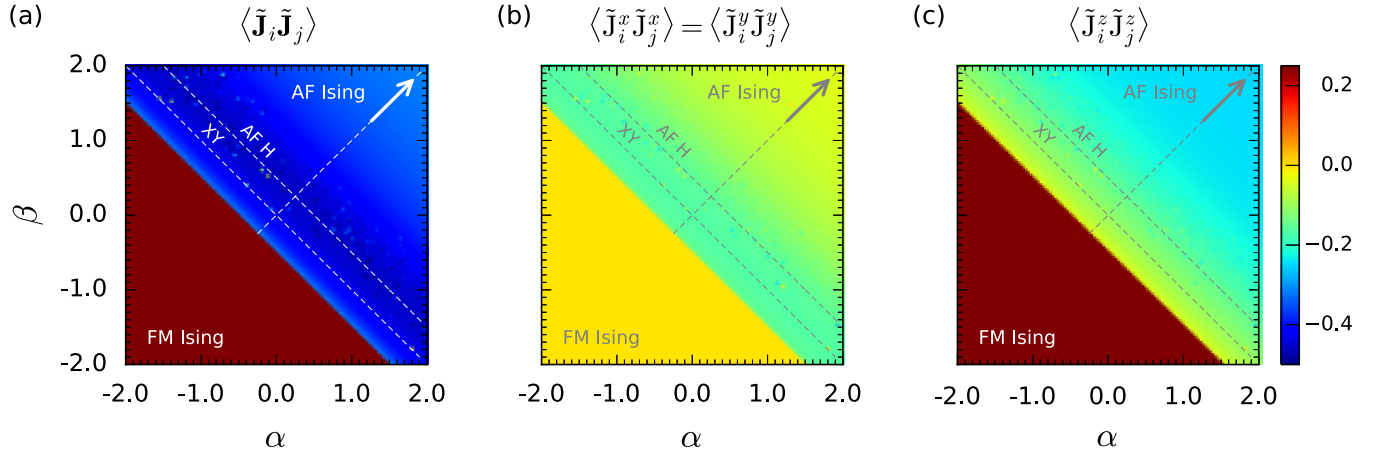 (a)
⟨J̃ᵢJ̃ⱼ⟩
2.0
1.0
0.0
-1.0
-2.0
β
-2.0 -1.0 0.0 1.0 2.0
α
AF Ising
XY
AF H
FM Ising
(b)
⟨J̃ᵢˣJ̃ⱼˣ⟩ = ⟨J̃ᵢʸJ̃ⱼʸ⟩
-2.0 -1.0 0.0 1.0 2.0
α
AF Ising
XY
AF H
FM Ising
(c)
⟨J̃ᵢᶻJ̃ⱼᶻ⟩
-2.0 -1.0 0.0 1.0 2.0
α
AF Ising
XY
AF H
FM Ising
0.2
0.0
−0.2
−0.4